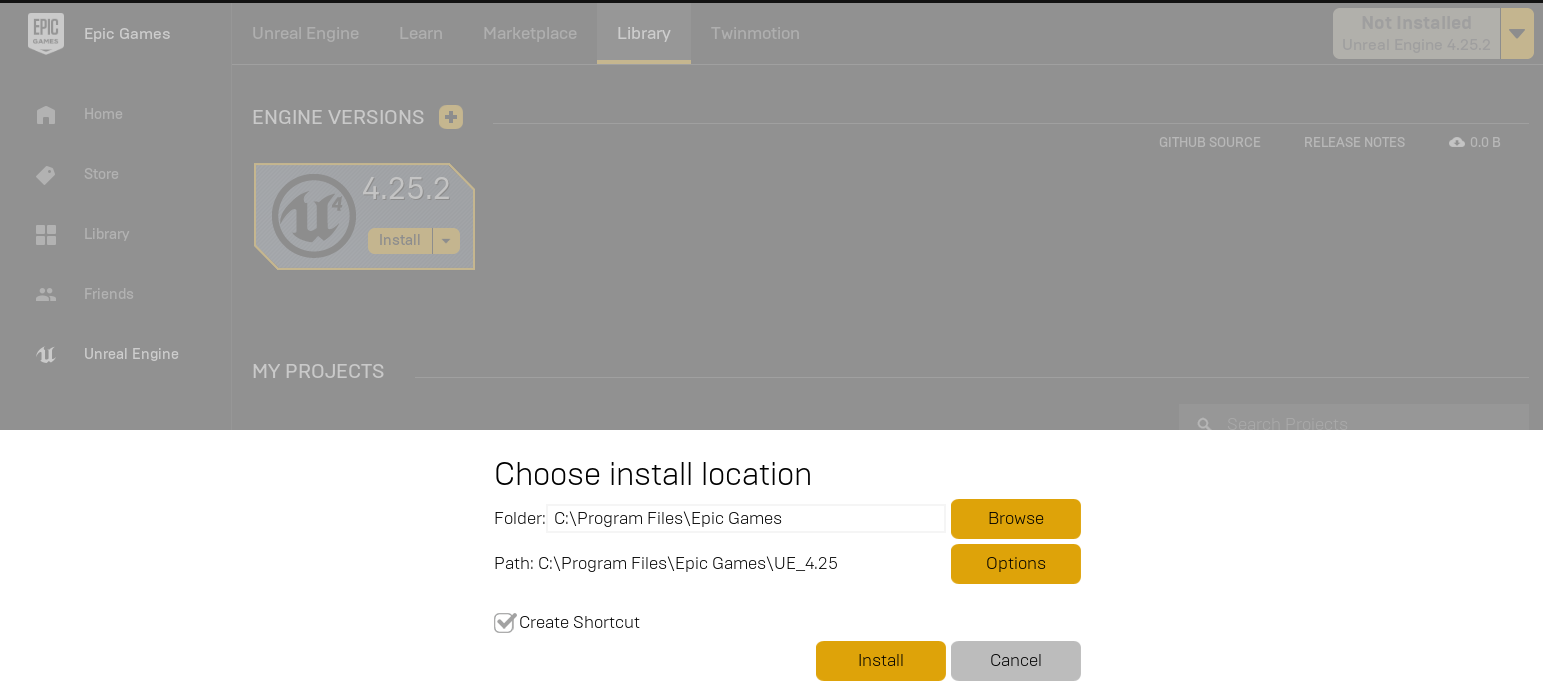 EPIC
GAMES
Epic Games
Unreal Engine
Learn
Marketplace
Library
Twinmotion
Not Installed
Unreal Engine 4.25.2
Home
Store
Library
Friends
Unreal Engine
ENGINE VERSIONS
GITHUB SOURCE
RELEASE NOTES
0.0 B
4
4.25.2
Install
MY PROJECTS
Search Projects
Choose install location
Folder: C:\Program Files\Epic Games
Browse
Path: C:\Program Files\Epic Games\UE_4.25
Options
Create Shortcut
Install
Cancel